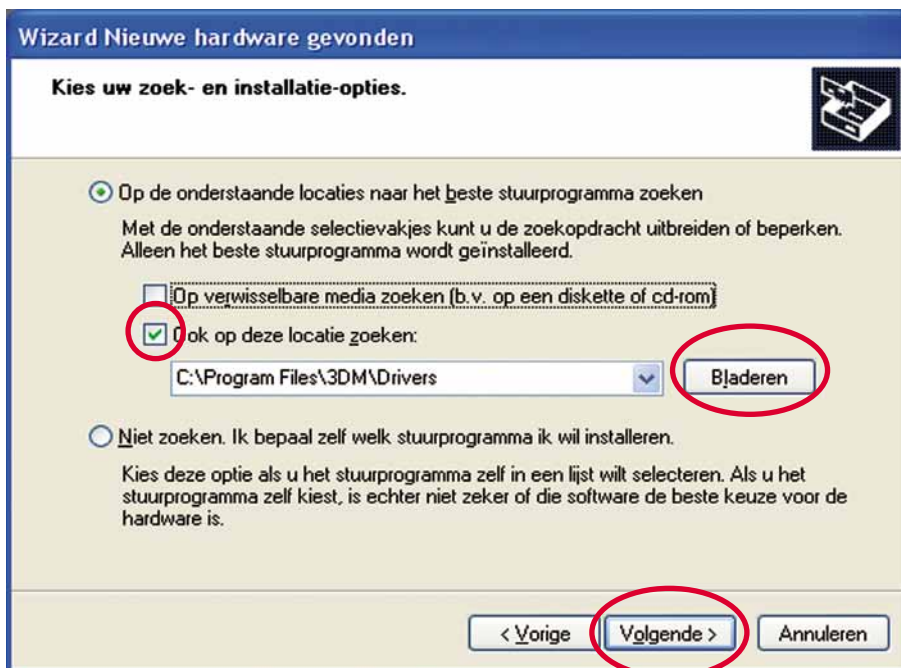 Wizard Nieuwe hardware gevonden
Kies uw zoek- en installatie-opties.
Op de onderstaande locaties naar het beste stuurprogramma zoeken
Met de onderstaande selectievakjes kunt u de zoekopdracht uitbreiden of beperken.
Alleen het beste stuurprogramma wordt geïnstalleerd.
Op verwisselbare media zoeken (b.v. op een diskette of cd-rom)
Ook op deze locatie zoeken:
C:\Program Files\3DM\Drivers
Bladeren
Niet zoeken. Ik bepaal zelf welk stuurprogramma ik wil installeren.
Kies deze optie als u het stuurprogramma zelf in een lijst wilt selecteren. Als u het
stuurprogramma zelf kiest, is echter niet zeker of die software de beste keuze voor de
hardware is.
< Vorige
Volgende >
Annuleren